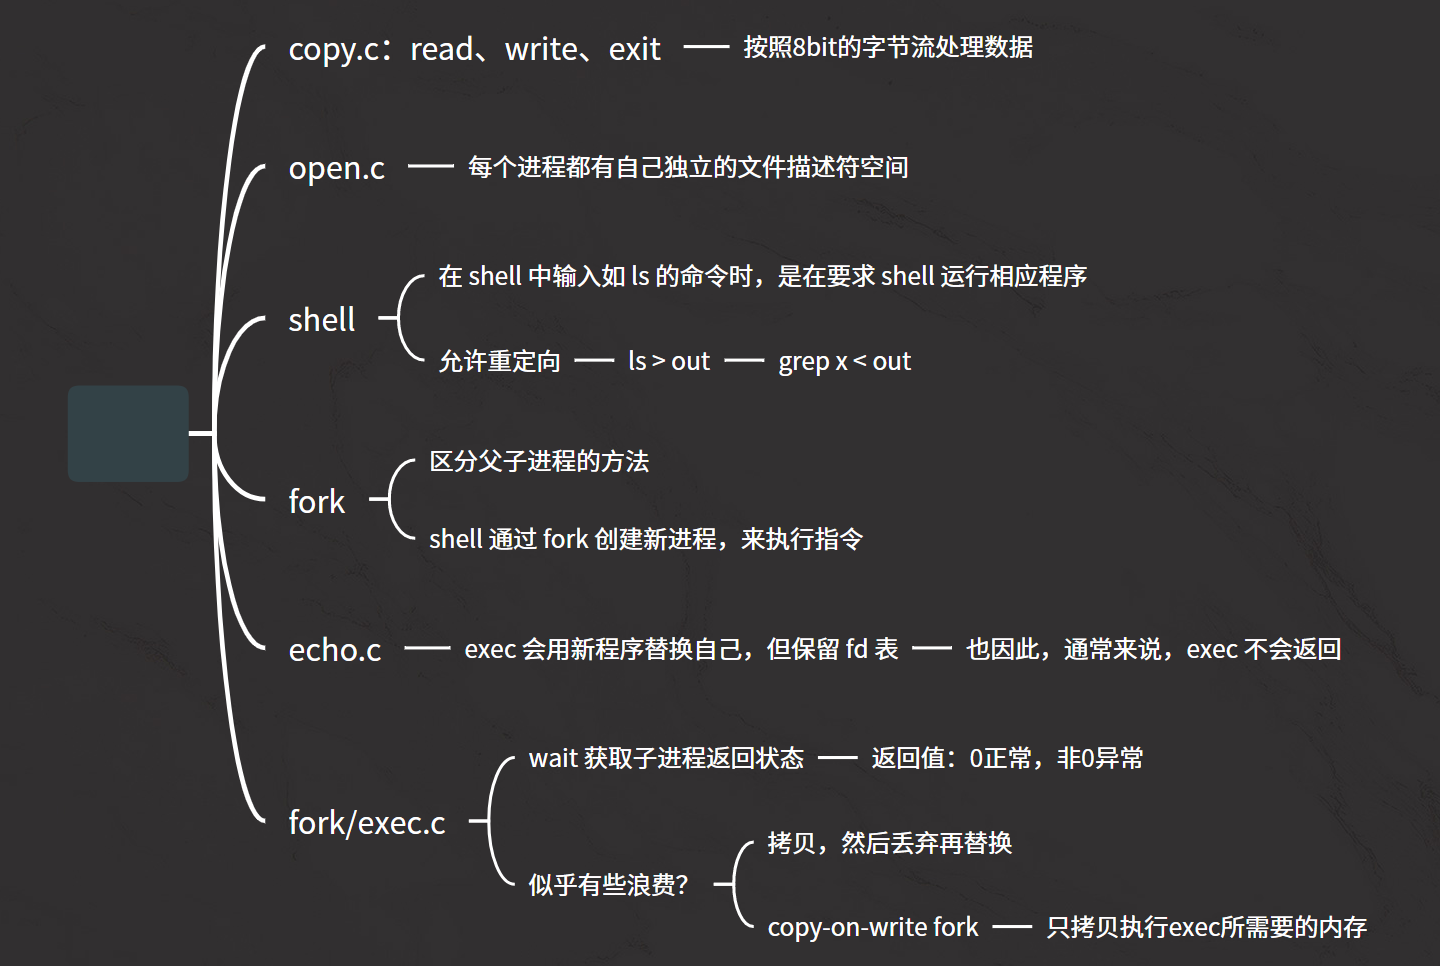 copy.c：read、write、exit
按照8bit的字节流处理数据
open.c
每个进程都有自己独立的文件描述符空间
shell
在 shell 中输入如 ls 的命令时，是在要求 shell 运行相应程序
允许重定向
ls > out
grep x < out
fork
区分父子进程的方法
shell 通过 fork 创建新进程，来执行指令
echo.c
exec 会用新程序替换自己，但保留 fd 表
也因此，通常来说，exec 不会返回
fork/exec.c
wait 获取子进程返回状态
返回值：0正常，非0异常
似乎有些浪费？
拷贝，然后丢弃再替换
copy-on-write fork
只拷贝执行exec所需要的内存